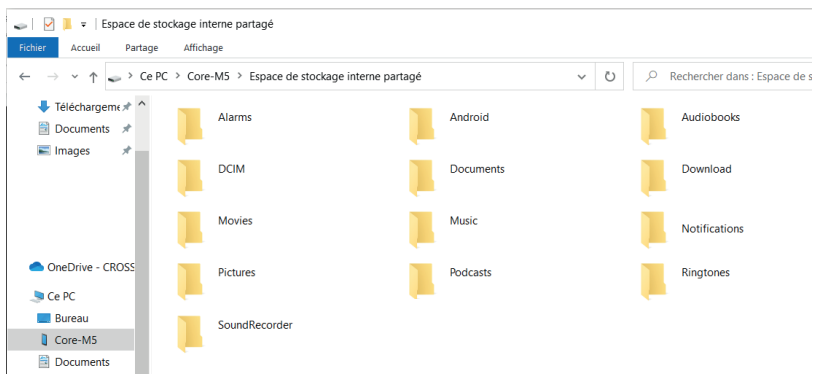 Espace de stockage interne partagé
Fichier Accueil Partage Affichage
Ce PC > Core-M5 > Espace de stockage interne partagé
Rechercher dans : Espace de s
Téléchargeme
Documents
Images
OneDrive - CROSS
Ce PC
Bureau
Core-M5
Documents
Alarms Android Audiobooks
DCIM Documents Download
Movies Music Notifications
Pictures Podcasts Ringtones
SoundRecorder